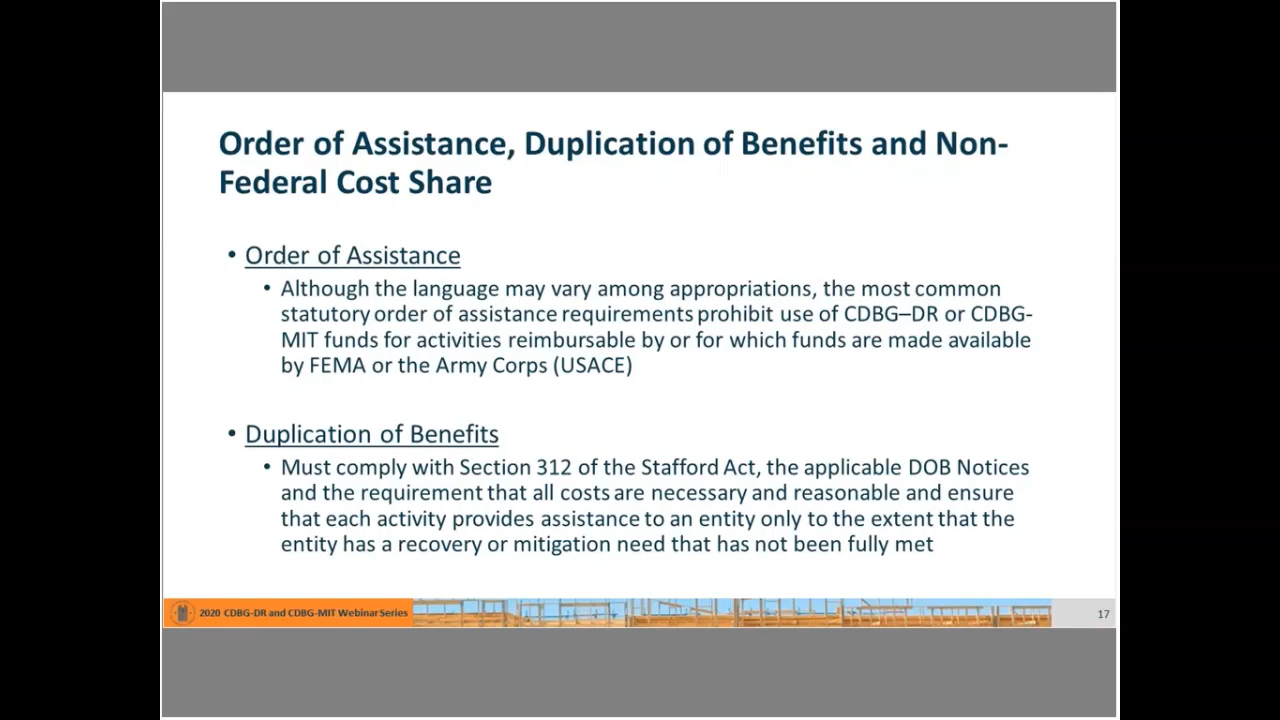 Order of Assistance, Duplication of Benefits and Non-
Federal Cost Share
• Order of Assistance
• Although the language may vary among appropriations, the most common
statutory order of assistance requirements prohibit use of CDBG–DR or CDBG-
MIT funds for activities reimbursable by or for which funds are made available
by FEMA or the Army Corps (USACE)
• Duplication of Benefits
• Must comply with Section 312 of the Stafford Act, the applicable DOB Notices
and the requirement that all costs are necessary and reasonable and ensure
that each activity provides assistance to an entity only to the extent that the
entity has a recovery or mitigation need that has not been fully met
2020 CDBG-DR and CDBG-MIT Webinar Series
17